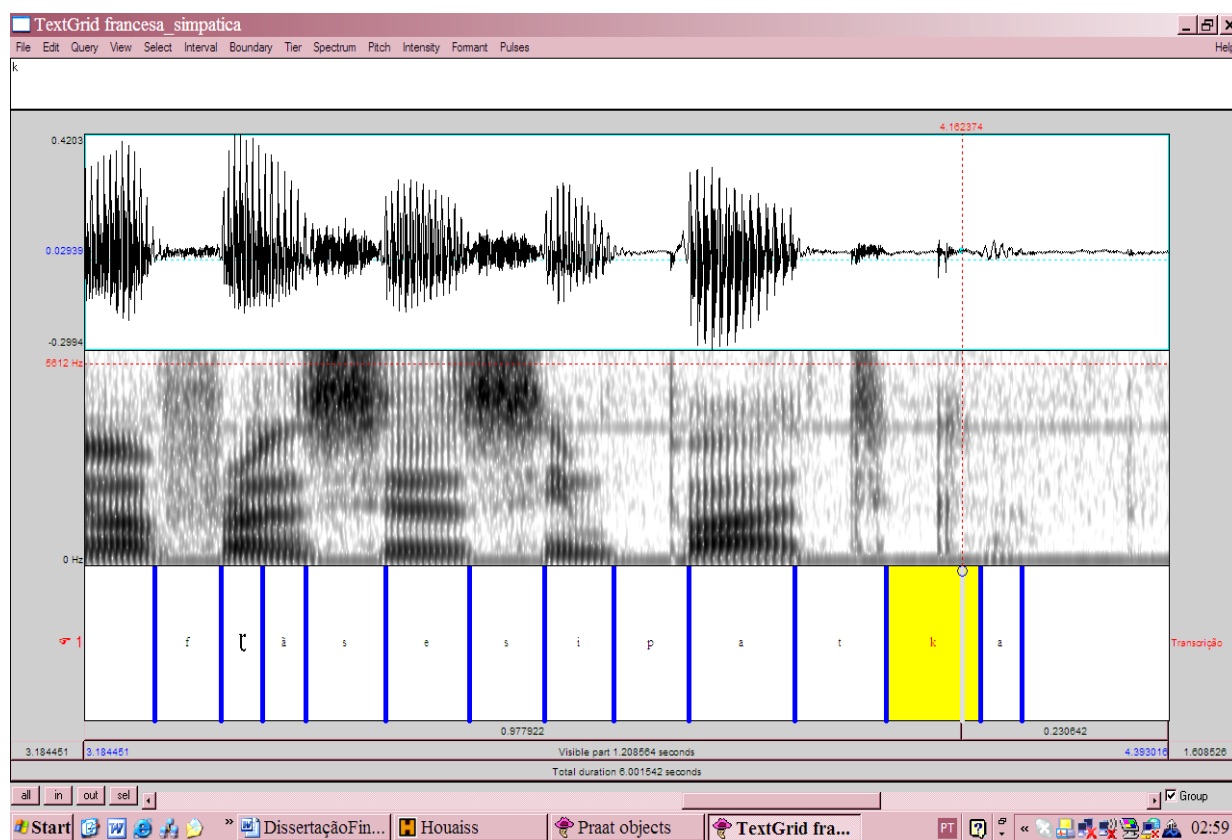 TextGrid francesa_simpatica
File Edit Query View Select Interval Boundary Tier Spectrum Pitch Intensity Formant Pulses Help
k
4.162374
0.4203
0.02939
-0.2994
5612 Hz
0 Hz
1 f ɽ ã s e s i p a t k a Transcrição
0.977922 0.230642
3.184451 3.184451 Visible part 1.208564 seconds 4.393016 1.608526
Total duration 6.001542 seconds
all in out sel Group
Start » DissertaçãoFin... Houaiss Praat objects TextGrid fra... PT « 02:52